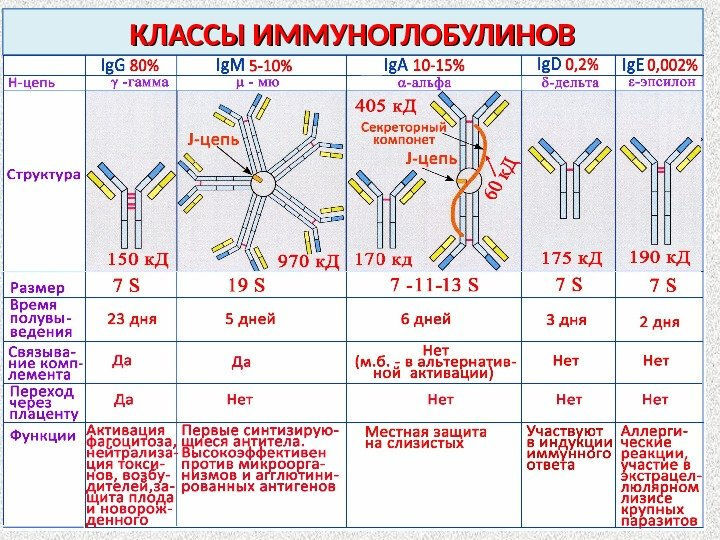 КЛАССЫ ИММУНОГЛОБУЛИНОВ
IgG 80%
IgM 5-10%
IgA 10-15%
IgD 0,2%
IgE 0,002%
Н-цепь
γ -гамма
μ - мю
α-альфа
δ-дельта
ε-эпсилон
Структура
150 кД
J-цепь
970 кД
405 кД
Секреторный
компонет
J-цепь
60 кД
170 кд
175 кД
190 кД
Размер
7 S
19 S
7 -11-13 S
7 S
7 S
Время
полувы-
ведения
23 дня
5 дней
6 дней
3 дня
2 дня
Связыва-
ние комп-
лемента
Да
Да
Нет
(м.б. - в альтернатив-
ной активации)
Нет
Нет
Переход
через
плаценту
Да
Нет
Нет
Нет
Нет
Функции
Активация
фагоцитоза,
нейтрализа-
ция токси-
нов, возбу-
дителей,за-
щита плода
и новорож-
денного
Первые синтизирую-
щиеся антитела.
Высокоэффективен
против микроорга-
низмов и агглютини-
рованных антигенов
Местная защита
на слизистых
Участвуют
в индукции
иммунного
ответа
Аллерги-
ческие
реакции,
участие в
экстрацел-
люлярном
лизисе
крупных
паразитов